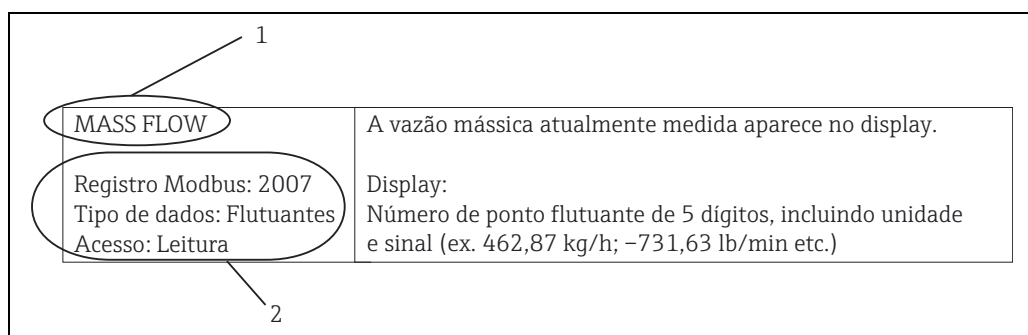 1
MASS FLOW
Registro Modbus: 2007
Tipo de dados: Flutuantes
Acesso: Leitura
A vazão mássica atualmente medida aparece no display.
Display:
Número de ponto flutuante de 5 dígitos, incluindo unidade
e sinal (ex. 462,87 kg/h; –731,63 lb/min etc.)
2